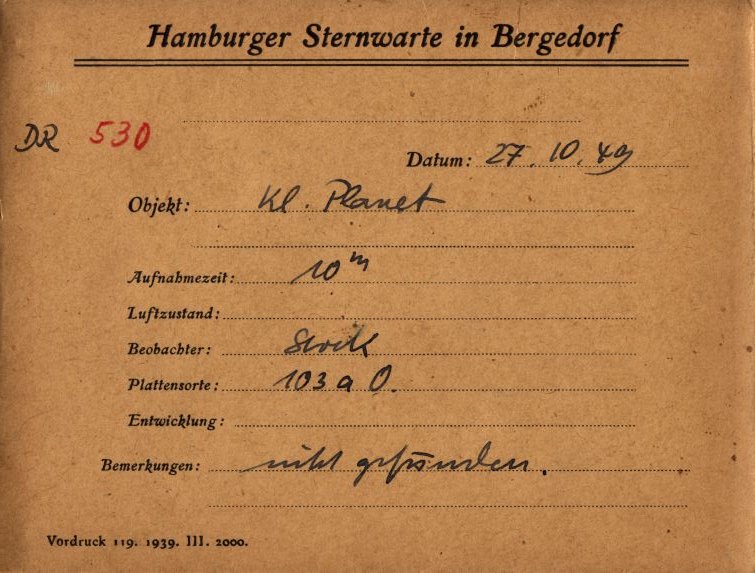 Hamburger Sternwarte in Bergedorf
DR 530
Datum: 27. 10. 49
Objekt: Kl. Planet
Aufnahmezeit: 10ᵐ
Luftzustand:
Beobachter: Stock
Plattensorte: 103 a O.
Entwicklung:
Bemerkungen: nicht gefunden.
Vordruck 119. 1939. III. 2000.